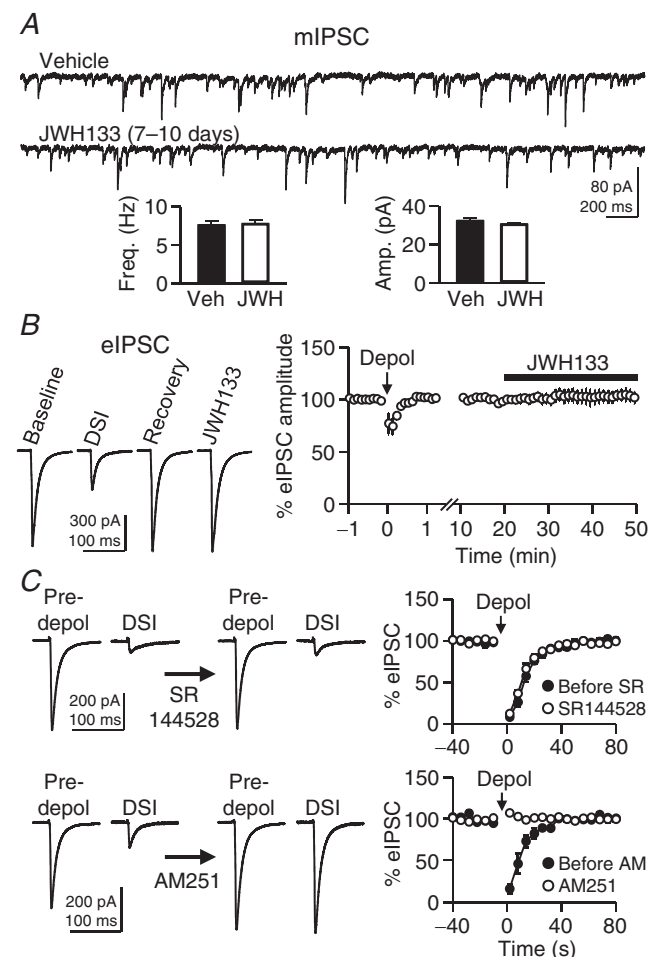 A
mIPSC
Vehicle
JWH133 (7–10 days)
80 pA
200 ms
Freq. (Hz)
10
5
0
Veh JWH
Amp. (pA)
40
20
0
Veh JWH
B
eIPSC
Baseline
DSI
Recovery
JWH133
300 pA
100 ms
% eIPSC amplitude
150
100
50
0
Depol
JWH133
−1 0 1 10 20 30 40 50
Time (min)
C
Pre-
depol
DSI
SR
144528
Pre-
depol
DSI
200 pA
100 ms
% eIPSC
150
100
50
0
Depol
Before SR
SR144528
−40 0 40 80
Pre-
depol
DSI
AM251
Pre-
depol
DSI
200 pA
100 ms
% eIPSC
150
100
50
0
Depol
Before AM
AM251
−40 0 40 80
Time (s)